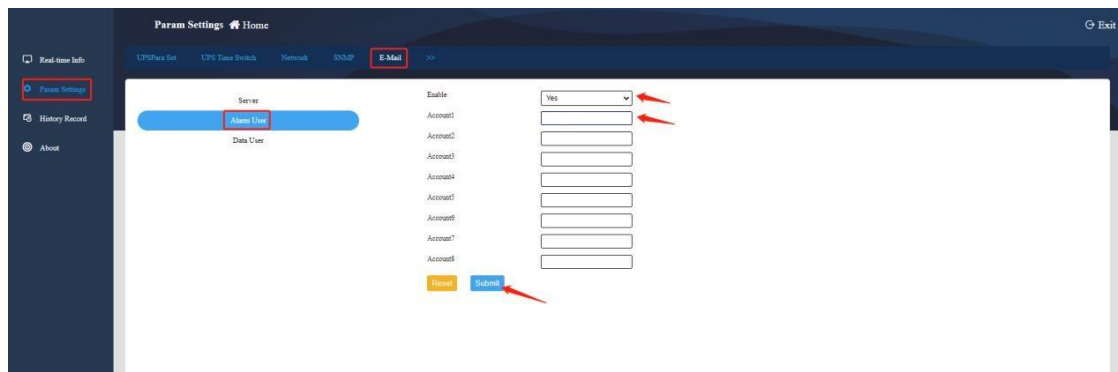 Param Settings Home
Exit
Real-time Info
Param Settings
History Record
About
UPSPara Set UPS Time Switch Network SNMP E-Mail >>
Server
Alarm User
Data User
Enable Yes
Account1
Account2
Account3
Account4
Account5
Account6
Account7
Account8
Reset Submit